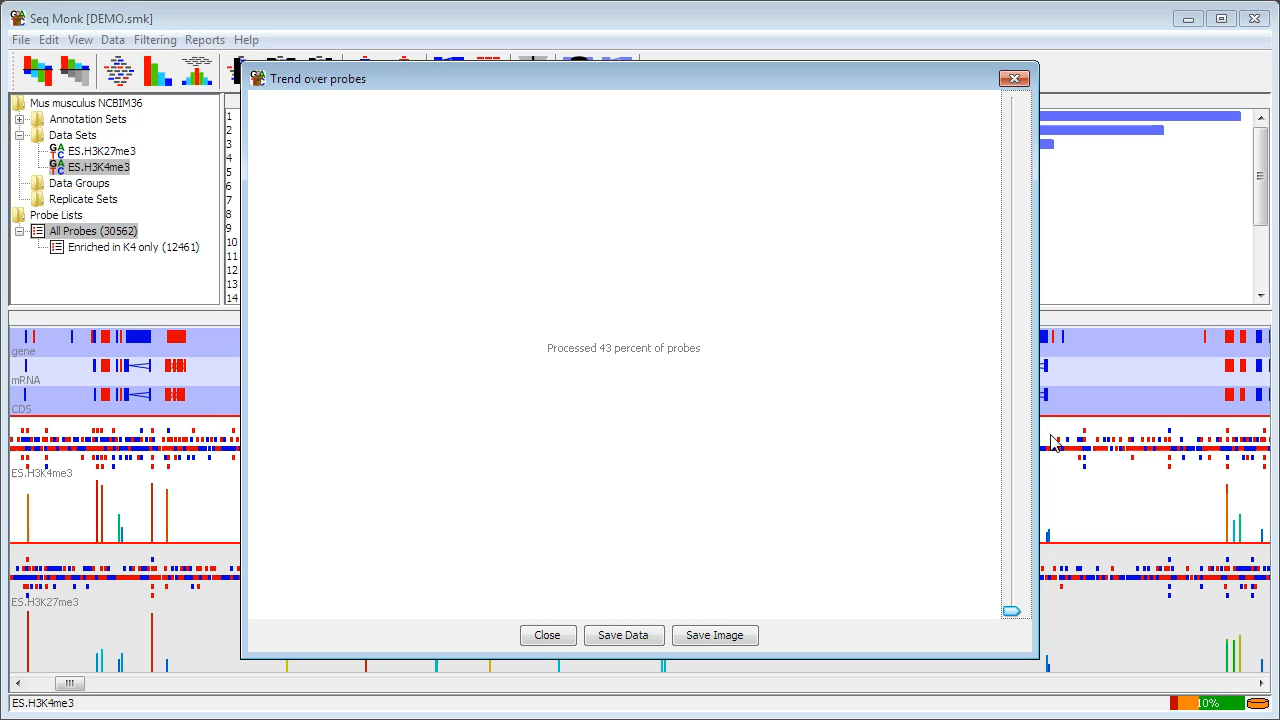 Seq Monk [DEMO.smk]
File Edit View Data Filtering Reports Help
Trend over probes
Mus musculus NCBIM36
Annotation Sets
Data Sets
ES.H3K27me3
ES.H3K4me3
Data Groups
Replicate Sets
Probe Lists
All Probes (30562)
Enriched in K4 only (12461)
1
2
3
4
5
6
7
8
9
10
11
12
13
14
Processed 43 percent of probes
gene
mRNA
CDS
ES.H3K4me3
ES.H3K27me3
Close Save Data Save Image
ES.H3K4me3
10%